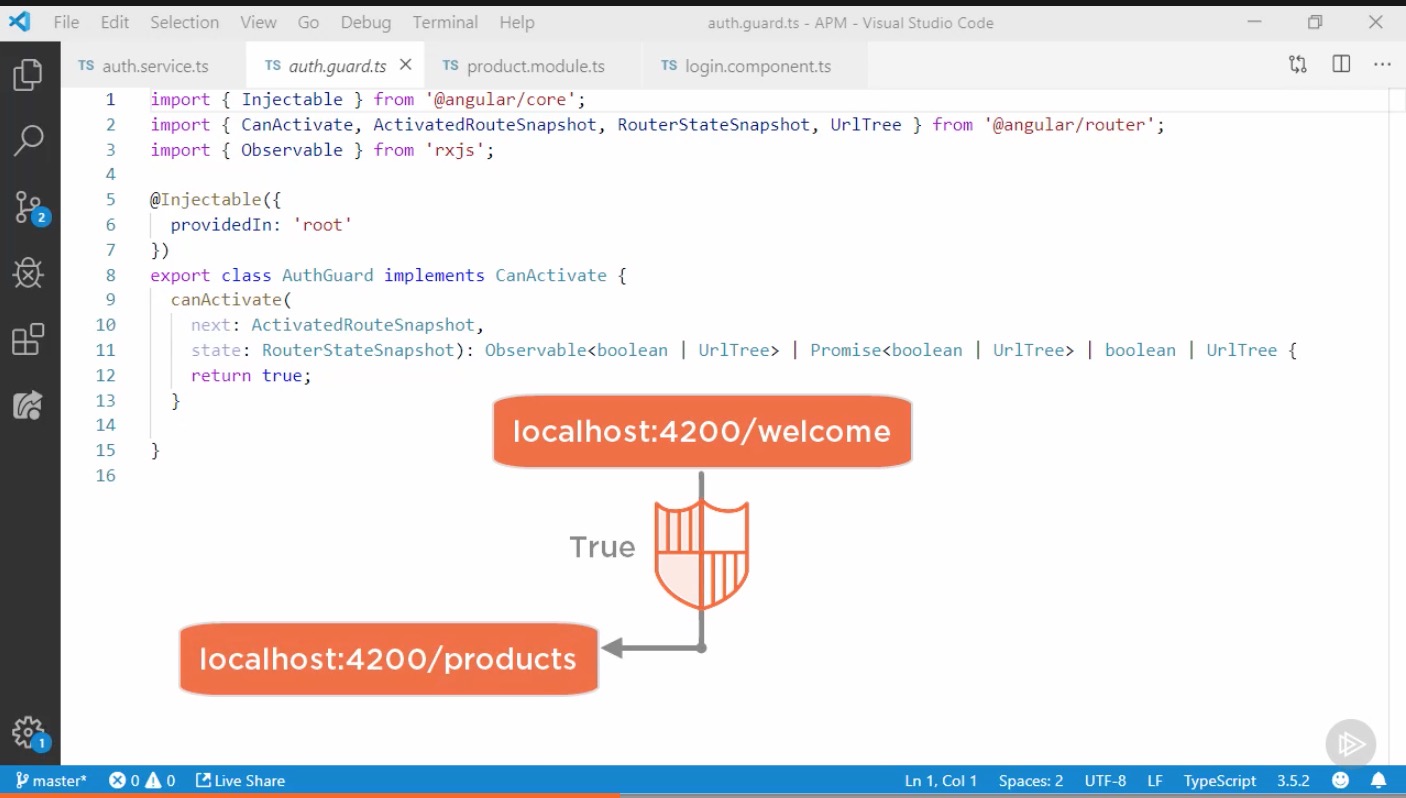 File Edit Selection View Go Debug Terminal Help auth.guard.ts - APM - Visual Studio Code
TS auth.service.ts TS auth.guard.ts TS product.module.ts TS login.component.ts
1 import { Injectable } from '@angular/core';
2 import { CanActivate, ActivatedRouteSnapshot, RouterStateSnapshot, UrlTree } from '@angular/router';
3 import { Observable } from 'rxjs';
4
5 @Injectable({
6 providedIn: 'root'
7 })
8 export class AuthGuard implements CanActivate {
9 canActivate(
10 next: ActivatedRouteSnapshot,
11 state: RouterStateSnapshot): Observable<boolean | UrlTree> | Promise<boolean | UrlTree> | boolean | UrlTree {
12 return true;
13 }
14
15 }
16
2
localhost:4200/welcome
True
localhost:4200/products
1
master* 0 0 Live Share Ln 1, Col 1 Spaces: 2 UTF-8 LF TypeScript 3.5.2